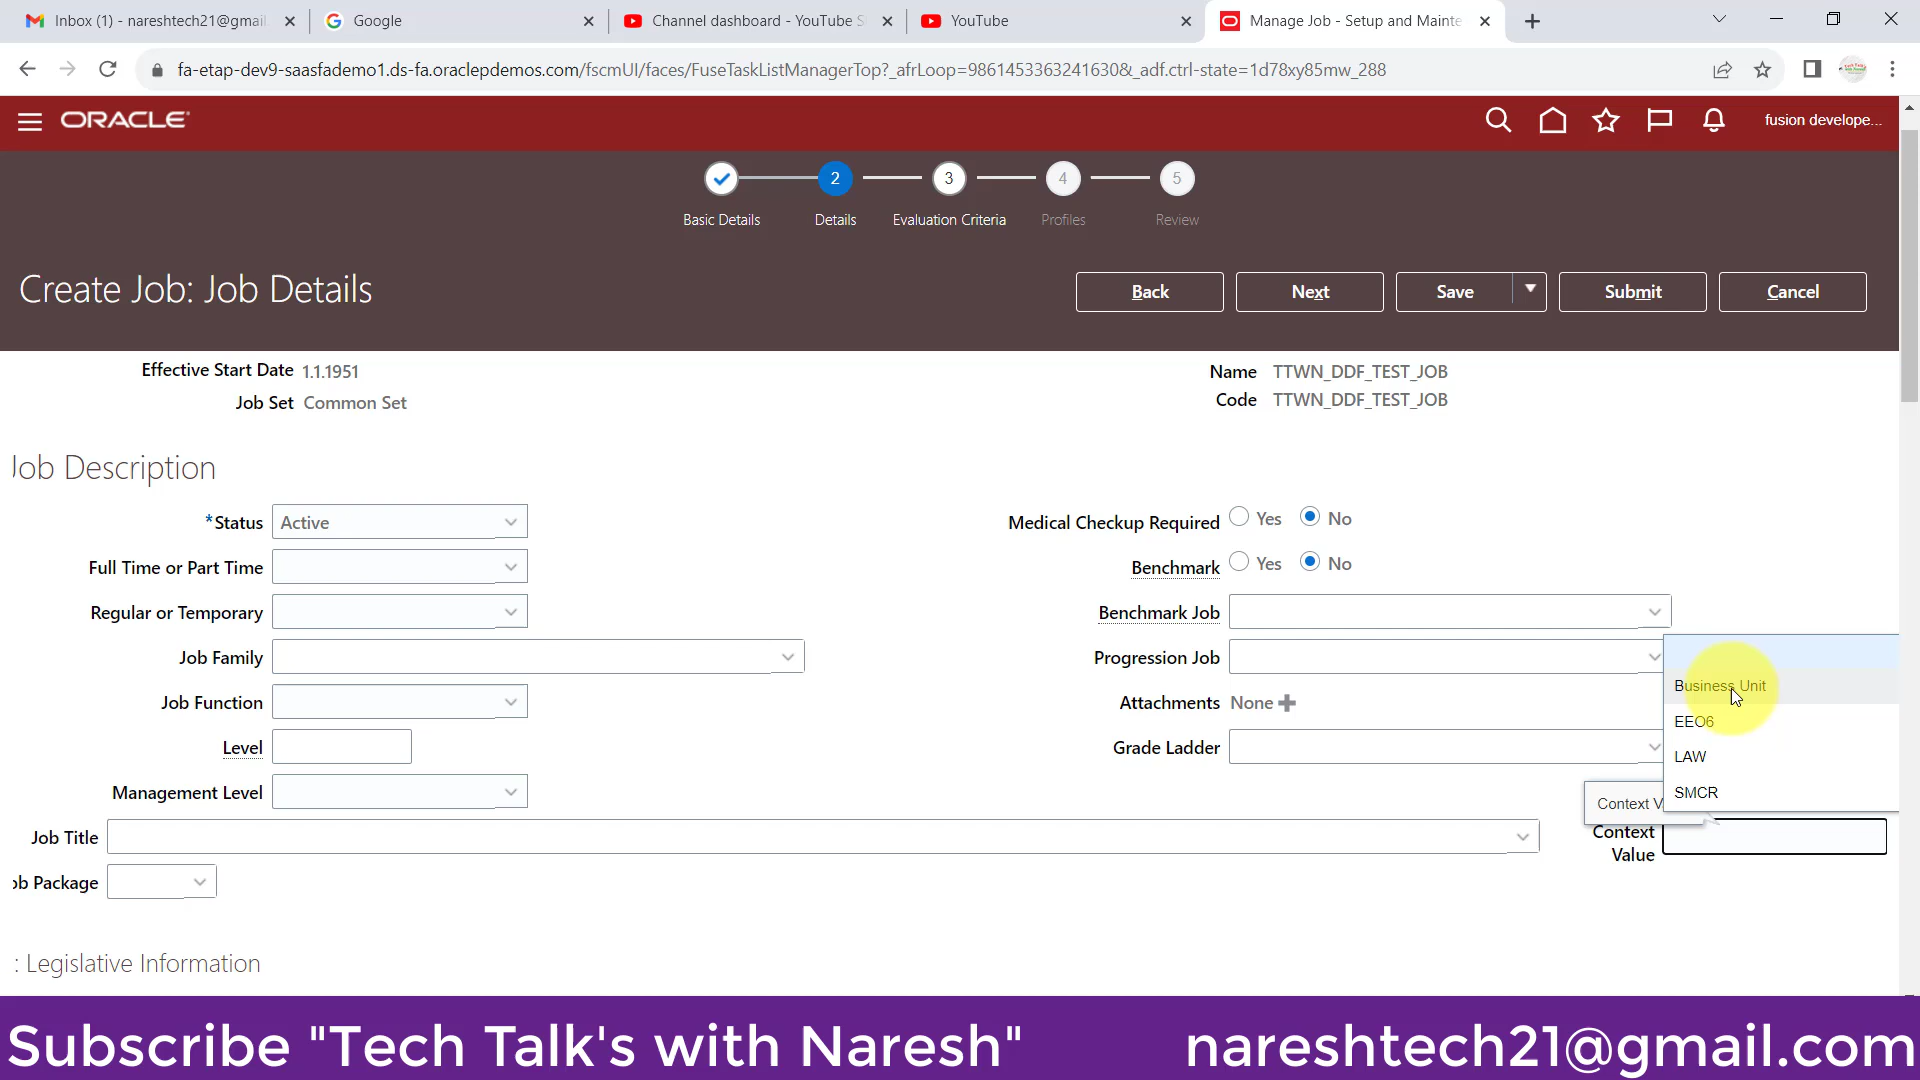 Inbox (1) - nareshtech21@gmail.
Google
Channel dashboard - YouTube S
YouTube
Manage Job - Setup and Mainte
fa-etap-dev9-saasfademo1.ds-fa.oraclepdemos.com/fscmUI/faces/FuseTaskListManagerTop?_afrLoop=9861453363241630&_adf.ctrl-state=1d78xy85mw_288
ORACLE
fusion develope...
2
3
4
5
Basic Details
Details
Evaluation Criteria
Profiles
Review
Create Job: Job Details
Back
Next
Save
Submit
Cancel
Effective Start Date 1.1.1951
Job Set Common Set
Name TTWN_DDF_TEST_JOB
Code TTWN_DDF_TEST_JOB
Job Description
*Status Active
Full Time or Part Time
Regular or Temporary
Job Family
Job Function
Level
Management Level
Job Title
ob Package
Medical Checkup Required Yes No
Benchmark Yes No
Benchmark Job
Progression Job
Attachments None
Grade Ladder
Business Unit
EEO6
LAW
SMCR
Context V
Context
Value
: Legislative Information
Subscribe "Tech Talk's with Naresh" nareshtech21@gmail.com